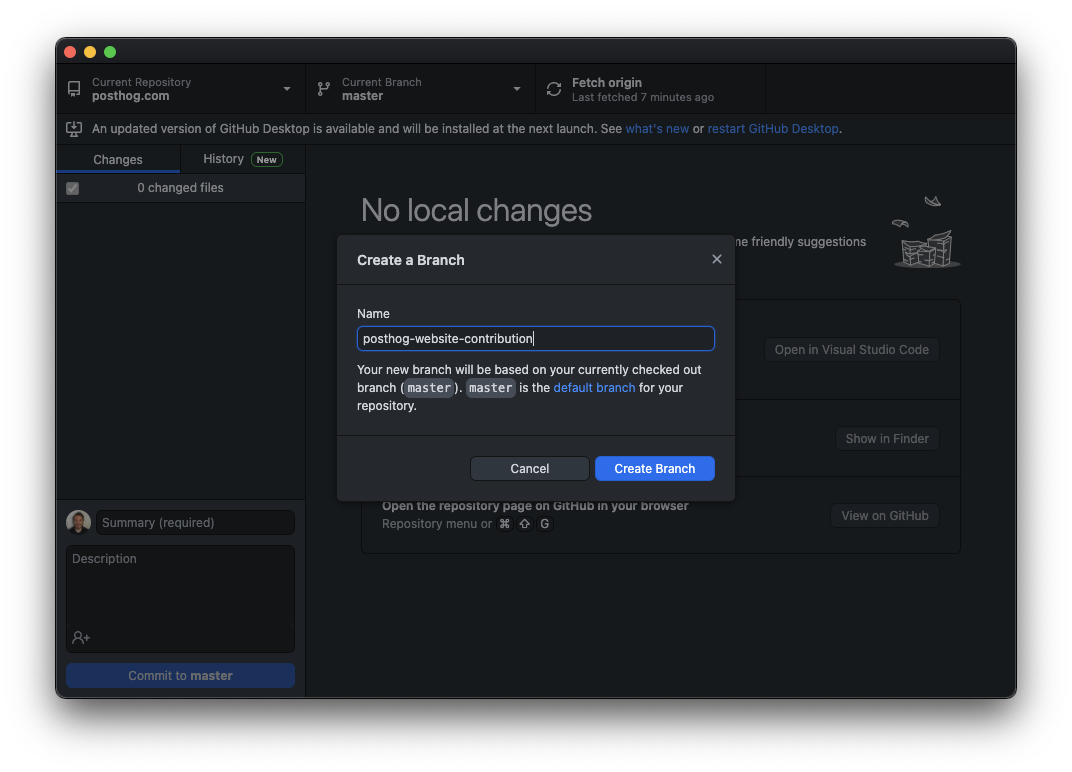 Current Repository
posthog.com
Current Branch
master
Fetch origin
Last fetched 7 minutes ago
An updated version of GitHub Desktop is available and will be installed at the next launch. See what's new or restart GitHub Desktop.
Changes
History New
0 changed files
No local changes
friendly suggestions
Create a Branch
Name
posthog-website-contribution
Your new branch will be based on your currently checked out
branch (master). master is the default branch for your
repository.
Cancel
Create Branch
Open in Visual Studio Code
Show in Finder
Open the repository page on GitHub in your browser
Repository menu or ⌘ ⇧ G
View on GitHub
Summary (required)
Description
Commit to master